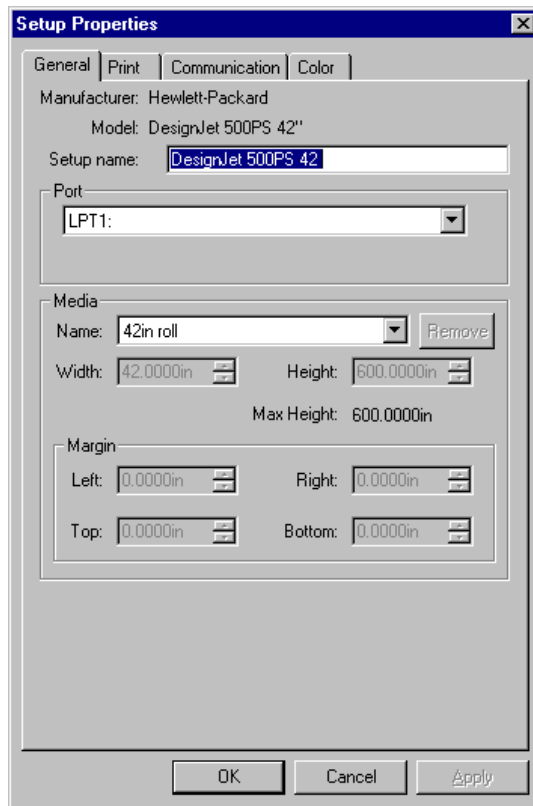 Setup Properties
General Print Communication Color
Manufacturer: Hewlett-Packard
Model: DesignJet 500PS 42"
Setup name: DesignJet 500PS 42
Port
LPT1:
Media
Name: 42in roll Remove
Width: 42.0000in Height: 600.0000in
Max Height: 600.0000in
Margin
Left: 0.0000in Right: 0.0000in
Top: 0.0000in Bottom: 0.0000in
OK Cancel Apply